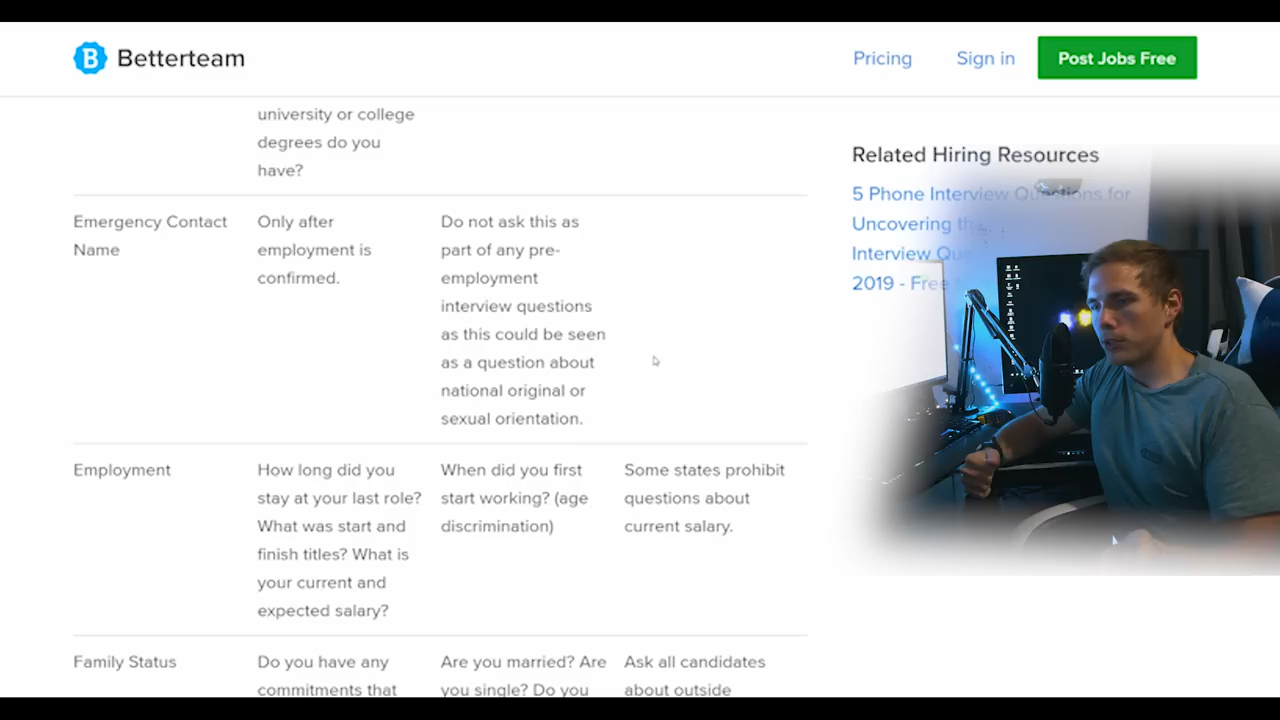 Betterteam
Pricing
Sign in
Post Jobs Free
university or college
degrees do you
have?
Emergency Contact
Name
Only after
employment is
confirmed.
Do not ask this as
part of any pre-
employment
interview questions
as this could be seen
as a question about
national original or
sexual orientation.
Employment
How long did you
stay at your last role?
What was start and
finish titles? What is
your current and
expected salary?
When did you first
start working? (age
discrimination)
Some states prohibit
questions about
current salary.
Family Status
Do you have any
commitments that
Are you married? Are
you single? Do you
Ask all candidates
about outside
Related Hiring Resources
5 Phone Interview Questions for
Uncovering
Interview
2019 - Free